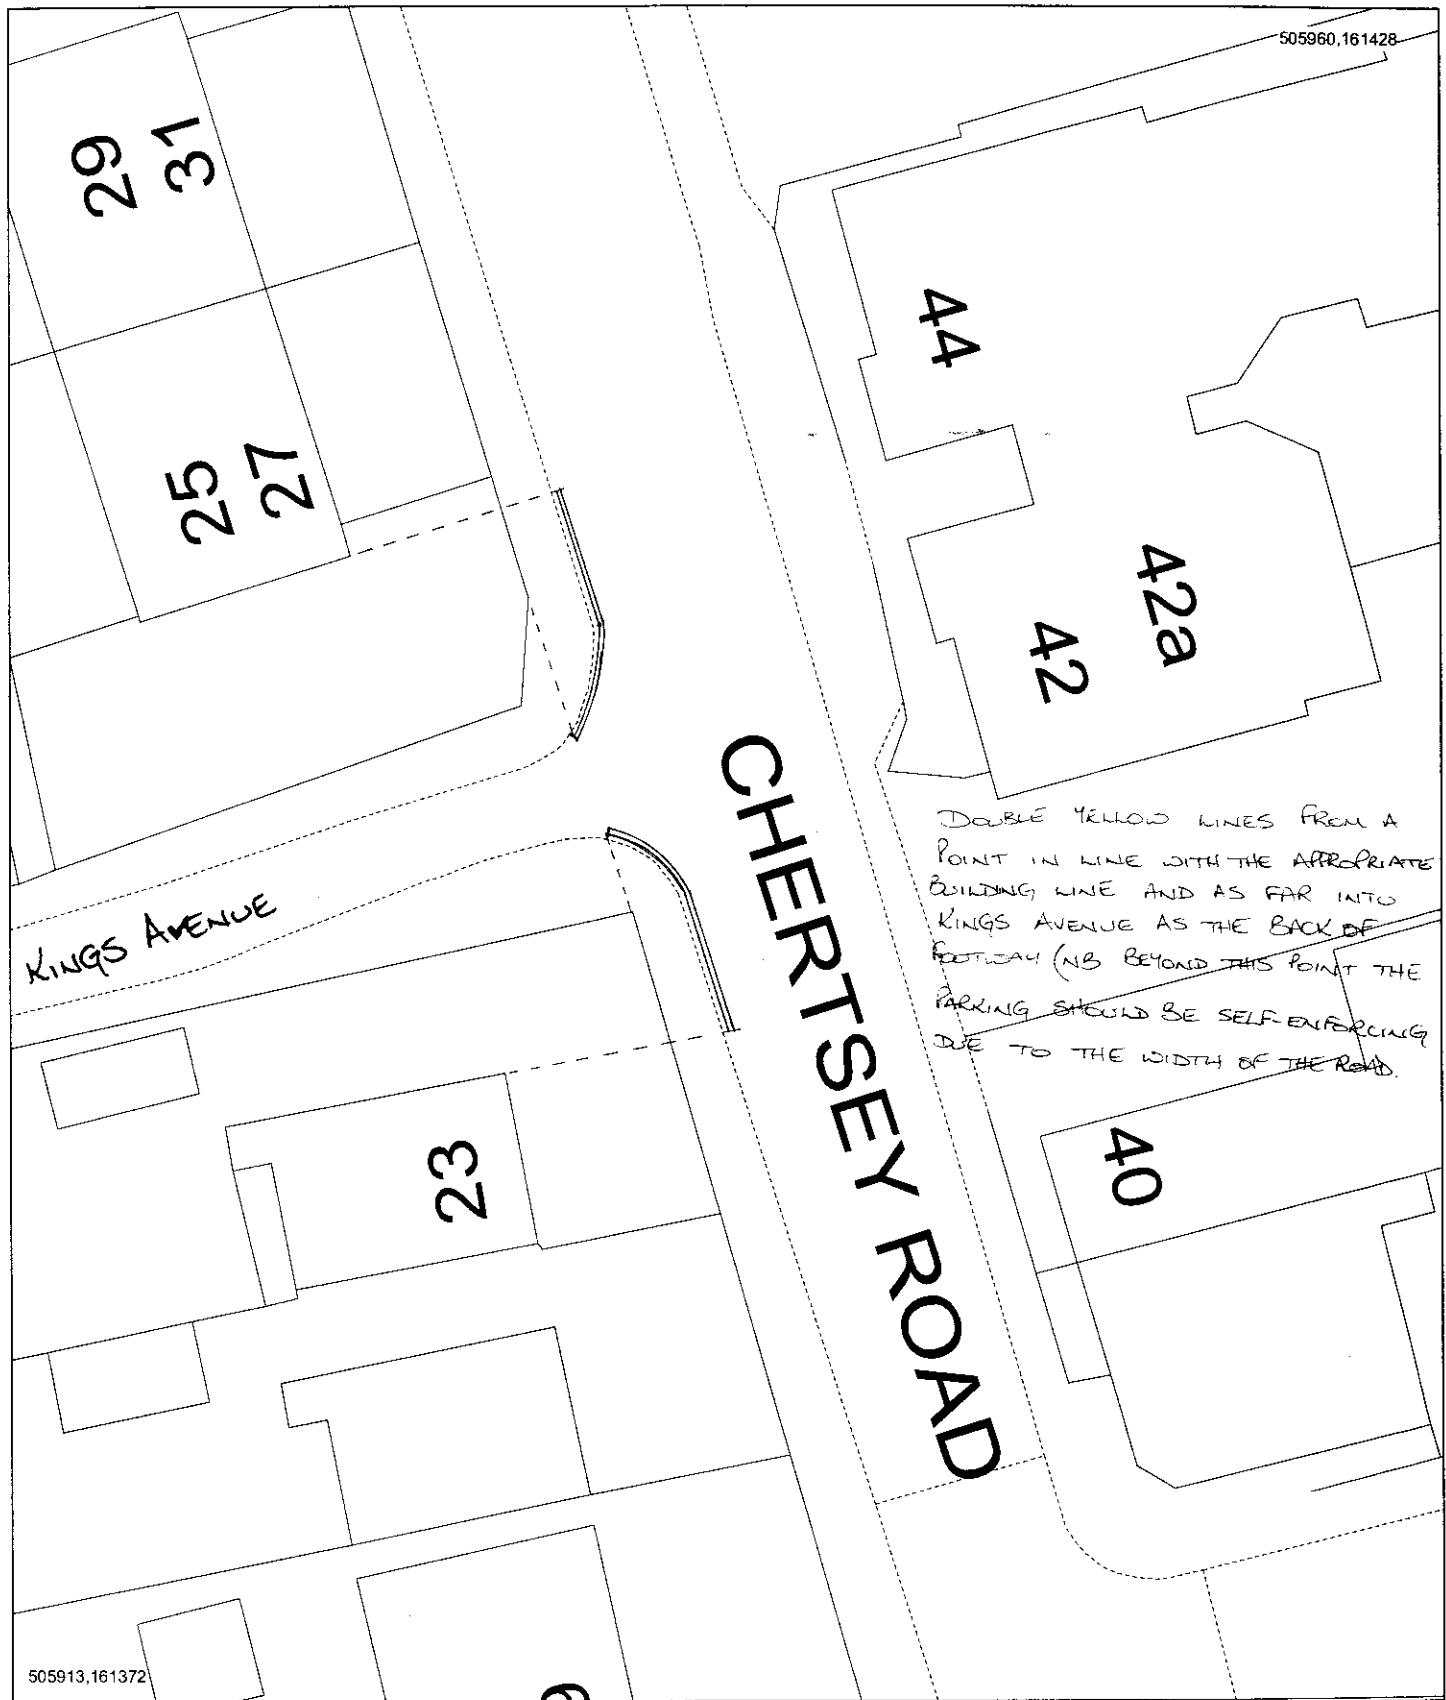 505960,161428
29
31
44
25
27
42a
42
CHERTSEY ROAD
DOUBLE YELLOW LINES FROM A
POINT IN LINE WITH THE APPROPRIATE
BUILDING LINE AND AS FAR INTO
KINGS AVENUE AS THE BACK OF
FOOTWAY (NB BEYOND THIS POINT THE
PARKING SHOULD BE SELF-ENFORCING
DUE TO THE WIDTH OF THE ROAD.
KINGS AVENUE
23
40
505913,161372